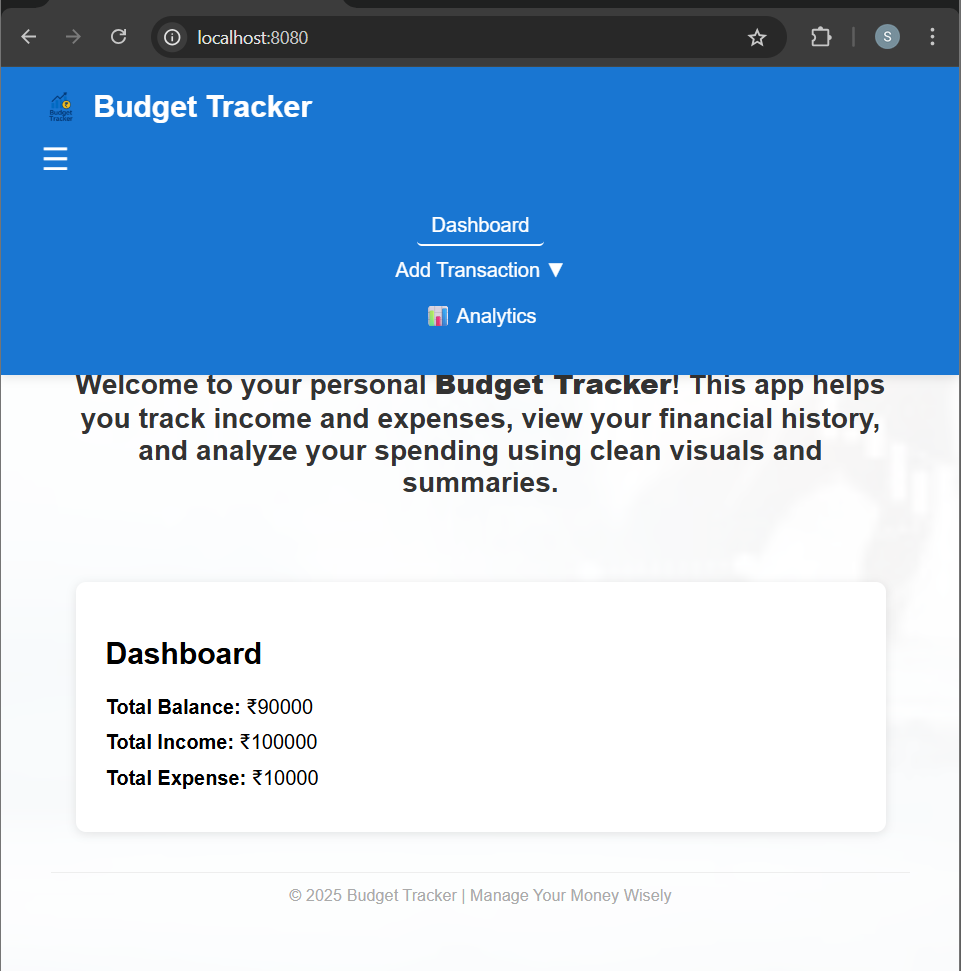 localhost:8080
S
Budget
Tracker
Budget Tracker
☰
Dashboard
Add Transaction ▼
📊 Analytics
Welcome to your personal Budget Tracker! This app helps
you track income and expenses, view your financial history,
and analyze your spending using clean visuals and
summaries.
Dashboard
Total Balance: ₹90000
Total Income: ₹100000
Total Expense: ₹10000
© 2025 Budget Tracker | Manage Your Money Wisely